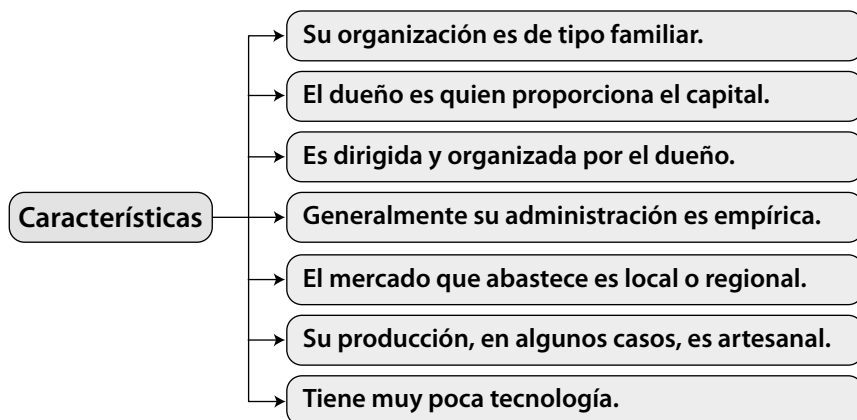 Su organización es de tipo familiar.
El dueño es quien proporciona el capital.
Es dirigida y organizada por el dueño.
Características
Generalmente su administración es empírica.
El mercado que abastece es local o regional.
Su producción, en algunos casos, es artesanal.
Tiene muy poca tecnología.